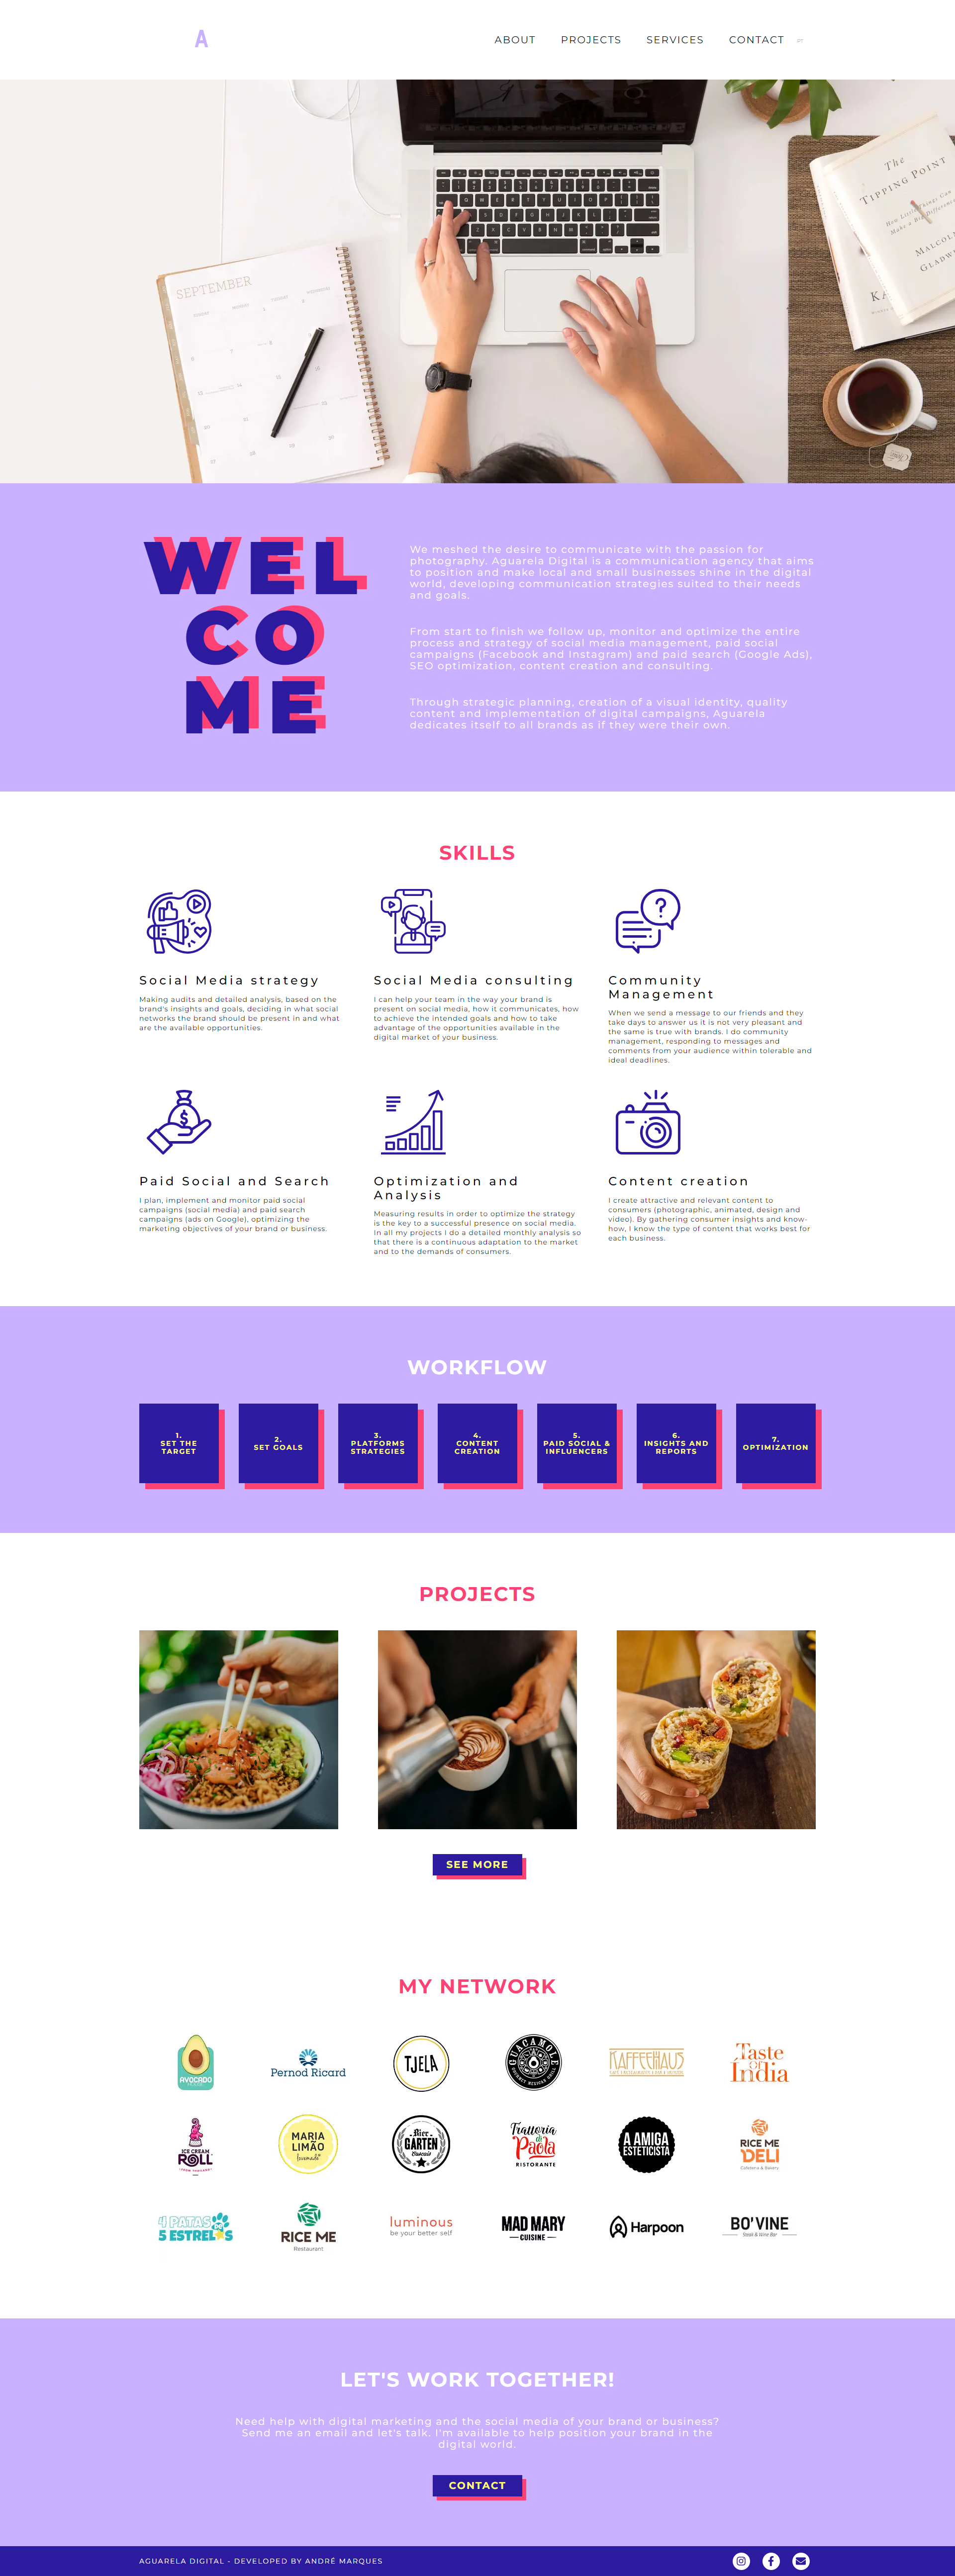 A
ABOUT PROJECTS SERVICES CONTACT
SEPTEMBER
The
TIPPING POINT
WEL
CO
ME
We meshed the desire to communicate with the passion for
photography. Aguarela Digital is a communication agency that aims
to position and make local and small businesses shine in the digital
world, developing communication strategies suited to their needs
and goals.
From start to finish we follow up, monitor and optimize the entire
process and strategy of social media management, paid social
campaigns (Facebook and Instagram) and paid search (Google Ads),
SEO optimization, content creation and consulting.
Through strategic planning, creation of a visual identity, quality
content and implementation of digital campaigns, Aguarela
dedicates itself to all brands as if they were their own.
SKILLS
Social Media strategy
Making audits and detailed analysis, based on the
brand's insights and goals, deciding in what social
networks the brand should be present in and what
are the available opportunities.
Social Media consulting
I can help your team in the way your brand is
present on social media, how it communicates, how
to achieve the intended goals and how to take
advantage of the opportunities available in the
digital market of your business.
Community
Management
When we send a message to our friends and they
take days to answer us it is not very pleasant and
the same is true with brands. I do community
management, responding to messages and
comments from your audience within tolerable and
ideal deadlines.
Paid Social and Search
I plan, implement and monitor paid social
campaigns (social media) and paid search
campaigns (ads on Google), optimizing the
marketing objectives of your brand or business.
Optimization and
Analysis
Measuring results in order to optimize the strategy
is the key to a successful presence on social media.
In all my projects I do a detailed monthly analysis so
that there is a continuous adaptation to the market
and to the demands of consumers.
Content creation
I create attractive and relevant content to
consumers (photographic, animated, design and
video). By gathering consumer insights and know-
how, I know the type of content that works best for
each business.
WORKFLOW
1.
SET THE
TARGET
2.
SET GOALS
3.
PLATFORMS
STRATEGIES
4.
CONTENT
CREATION
5.
PAID SOCIAL &
INFLUENCERS
6.
INSIGHTS AND
REPORTS
7.
OPTIMIZATION
PROJECTS
SEE MORE
MY NETWORK
AVOCADO
Pernod Ricard
TJELA
GUACAMOLE
KAFFEEHAUS
Taste
OF
India
ICE CREAM
ROLL
MARIA
LIMÃO
Rice
GARTEN
Trattoria
di
Paola
RISTORANTE
A AMIGA
ESTETICISTA
RICE ME
DELI
Cafeteria & Bakery
4 PATAS
5 ESTRELAS
RICE ME
Restaurant
luminous
be your better self
MAD MARY
CUISINE
Harpoon
BO'VINE
Steak & Wine Bar
LET'S WORK TOGETHER!
Need help with digital marketing and the social media of your brand or business?
Send me an email and let's talk. I'm available to help position your brand in the
digital world.
CONTACT
AGUARELA DIGITAL - DEVELOPED BY ANDRÉ MARQUES